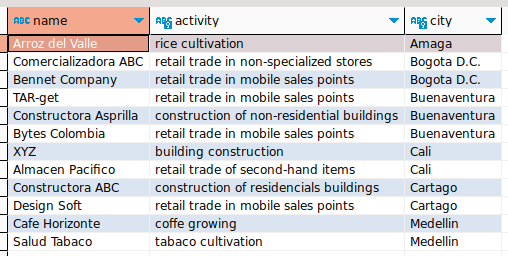 ABC name ABC activity ABC city
Arroz del Valle rice cultivation Amaga
Comercializadora ABC retail trade in non-specialized stores Bogota D.C.
Bennet Company retail trade in mobile sales points Bogota D.C.
TAR-get retail trade in mobile sales points Buenaventura
Constructora Asprilla construction of non-residential buildings Buenaventura
Bytes Colombia retail trade in mobile sales points Buenaventura
XYZ building construction Cali
Almacen Pacifico retail trade of second-hand items Cali
Constructora ABC construction of residencials buildings Cartago
Design Soft retail trade in mobile sales points Cartago
Cafe Horizonte coffe growing Medellin
Salud Tabaco tabaco cultivation Medellin